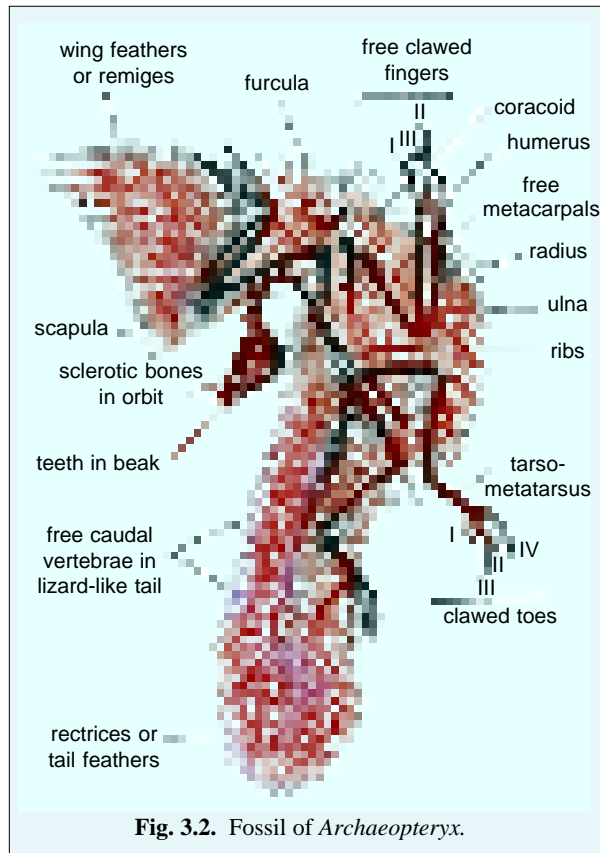 wing feathers
or remiges
furcula
free clawed
fingers
II
I
III
coracoid
humerus
free
metacarpals
radius
ulna
ribs
scapula
sclerotic bones
in orbit
teeth in beak
tarso-
metatarsus
I
IV
II
III
clawed toes
free caudal
vertebrae in
lizard-like tail
rectrices or
tail feathers
Fig. 3.2. Fossil of Archaeopteryx.